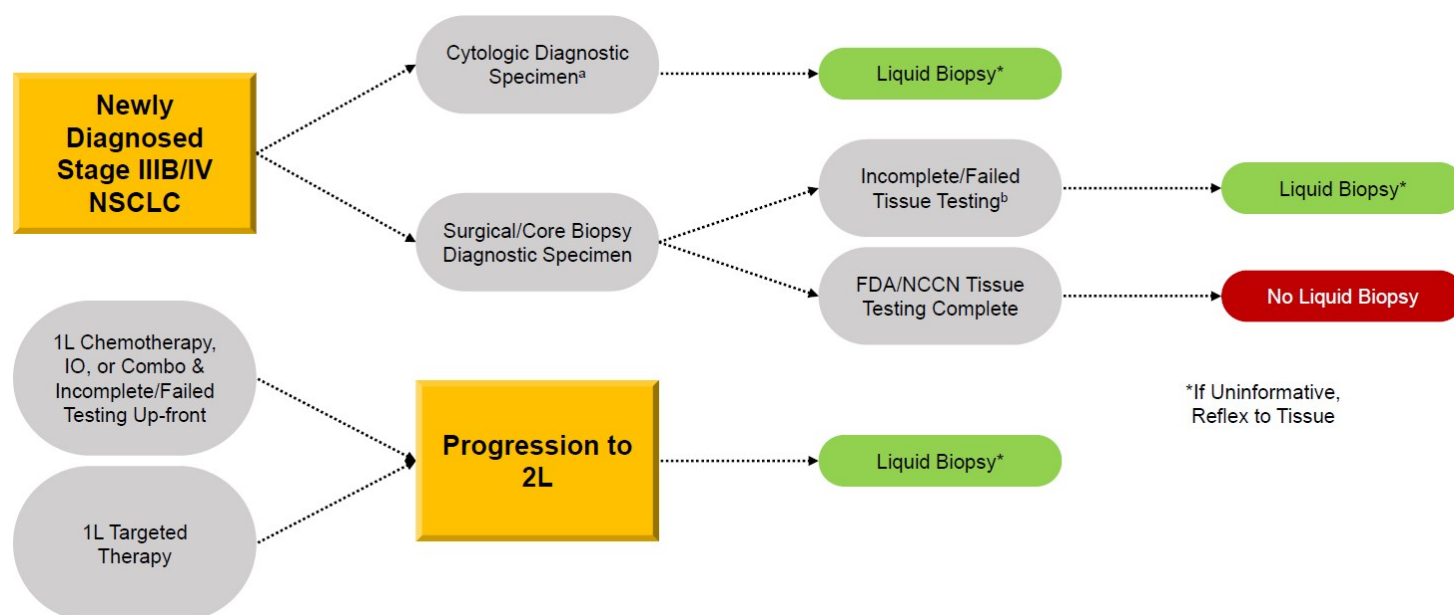 Newly
Diagnosed
Stage IIIB/IV
NSCLC
Cytologic Diagnostic
Specimenᵃ
Liquid Biopsy*
Surgical/Core Biopsy
Diagnostic Specimen
Incomplete/Failed
Tissue Testingᵇ
Liquid Biopsy*
FDA/NCCN Tissue
Testing Complete
No Liquid Biopsy
1L Chemotherapy,
IO, or Combo &
Incomplete/Failed
Testing Up-front
1L Targeted
Therapy
Progression to
2L
Liquid Biopsy*
*If Uninformative,
Reflex to Tissue